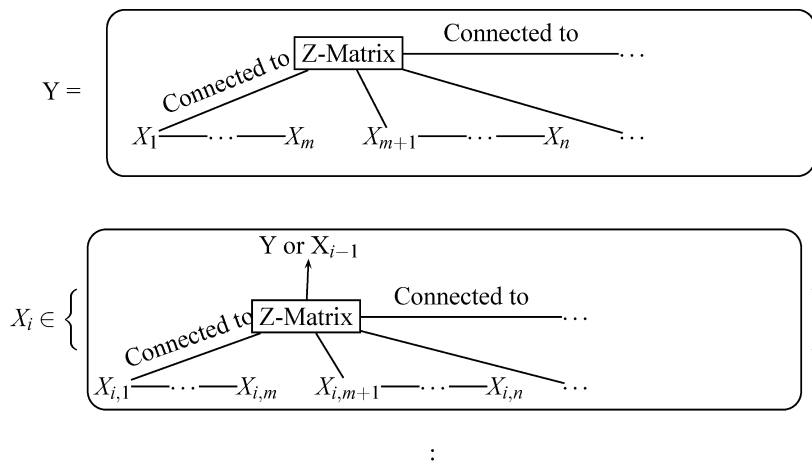 Connected to
Z-Matrix
...
Connected to
Y =
X₁ ... Xₘ Xₘ₊₁ ... Xₙ ...
Y or Xᵢ₋₁
Connected to
Z-Matrix
...
Xᵢ ∈ {
Connected to
Xᵢ,₁ ... Xᵢ,ₘ Xᵢ,ₘ₊₁ ... Xᵢ,ₙ ...
: